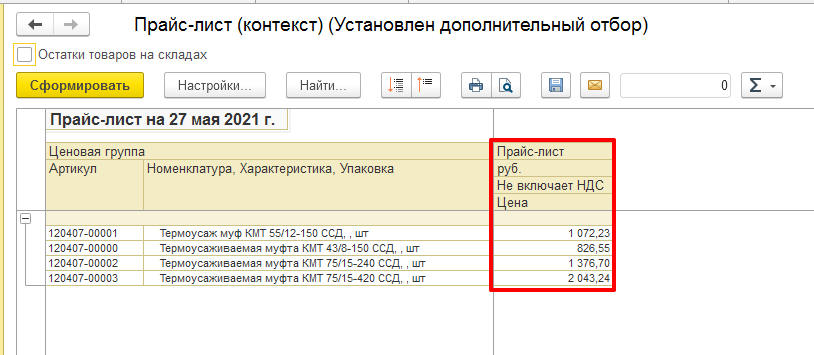 Прайс-лист (контекст) (Установлен дополнительный отбор)
Остатки товаров на складах
Сформировать Настройки... Найти... 0 Σ
Прайс-лист на 27 мая 2021 г.
Ценовая группа Прайс-лист
Артикул Номенклатура, Характеристика, Упаковка руб.
Не включает НДС
Цена
120407-00001 Термоусаж муф КМТ 55/12-150 ССД, , шт 1 072,23
120407-00000 Термоусаживаемая муфта КМТ 43/8-150 ССД, , шт 826,55
120407-00002 Термоусаживаемая муфта КМТ 75/15-240 ССД, , шт 1 376,70
120407-00003 Термоусаживаемая муфта КМТ 75/15-420 ССД, , шт 2 043,24